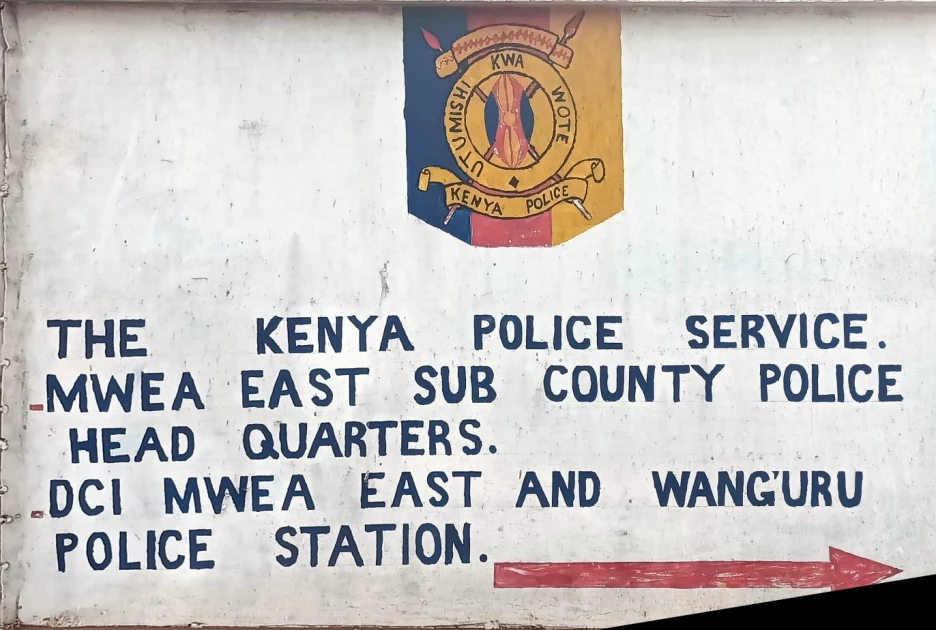 UTUMISHI KWA WOTE
KENYA POLICE
THE KENYA POLICE SERVICE.
-MWEA EAST SUB COUNTY POLICE
HEAD QUARTERS.
-DCI MWEA EAST AND WANG'URU
POLICE STATION.